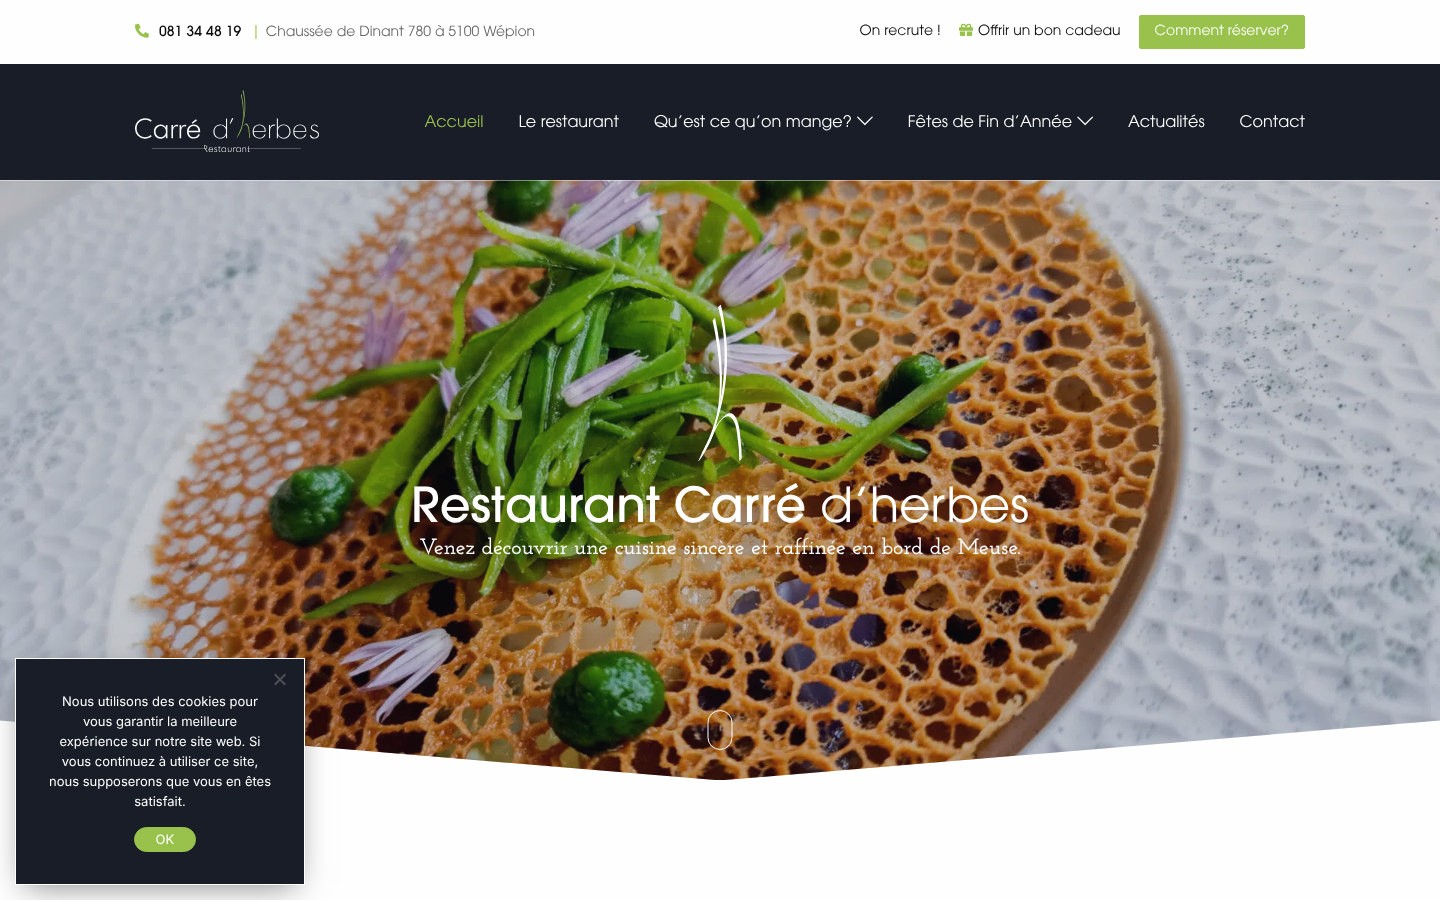 081 34 48 19 | Chaussée de Dinant 780 à 5100 Wépion
On recrute !
Offrir un bon cadeau
Comment réserver?
Carré d'herbes
Restaurant
Accueil
Le restaurant
Qu'est ce qu'on mange?
Fêtes de Fin d'Année
Actualités
Contact
Restaurant Carré d'herbes
Venez découvrir une cuisine sincère et raffinée en bord de Meuse.
Nous utilisons des cookies pour
vous garantir la meilleure
expérience sur notre site web. Si
vous continuez à utiliser ce site,
nous supposerons que vous en êtes
satisfait.
OK